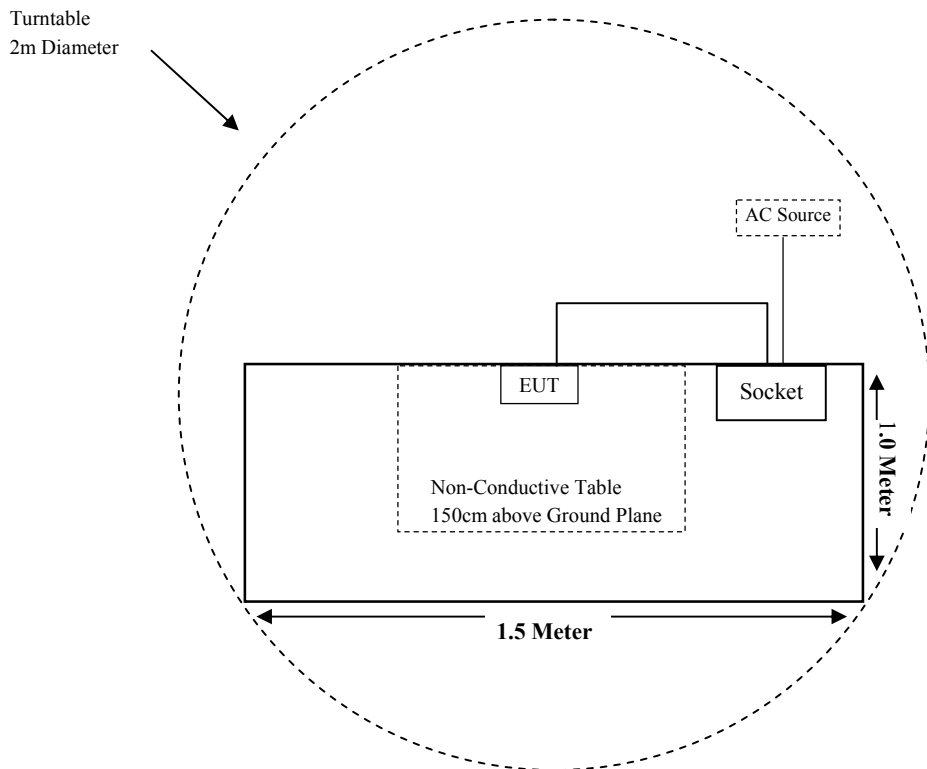 Turntable
2m Diameter
AC Source
EUT
Socket
Non-Conductive Table
150cm above Ground Plane
1.0 Meter
1.5 Meter